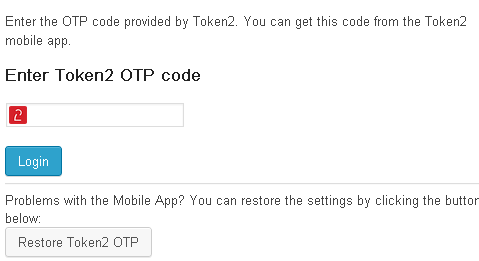 Enter the OTP code provided by Token2. You can get this code from the Token2
mobile app.
Enter Token2 OTP code
2
Login
Problems with the Mobile App? You can restore the settings by clicking the button
below:
Restore Token2 OTP